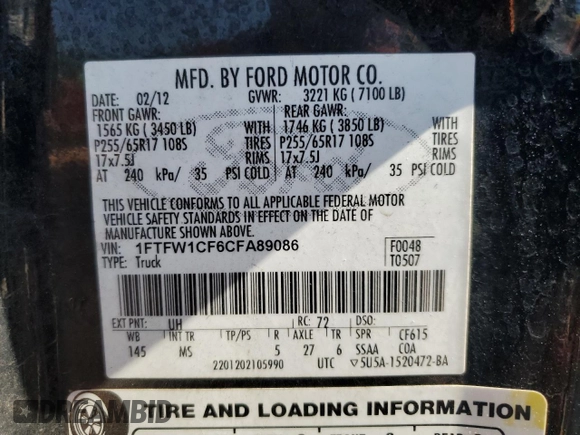 MFD. BY FORD MOTOR CO.
DATE: 02/12 GVWR: 3221 KG ( 7100 LB)
FRONT GAWR: REAR GAWR:
1565 KG ( 3450 LB) WITH 1746 KG ( 3850 LB) WITH
P255/65R17 108S TIRES P255/65R17 108S TIRES
17x7.5J RIMS 17x7.5J RIMS
AT 240 kPa/ 35 PSI COLD AT 240 kPa/ 35 PSI COLD
THIS VEHICLE CONFORMS TO ALL APPLICABLE FEDERAL MOTOR
VEHICLE SAFETY STANDARDS IN EFFECT ON THE DATE OF
MANUFACTURE SHOWN ABOVE.
VIN: 1FTFW1CF6CFA89086 F0048
TYPE: Truck T0507
EXT PNT: UH RC: 72 DSO:
WB INT TR TP/PS R AXLE TR SPR CF615
145 MS 5 27 6 SSAA COA
2201202105990 UTC ▽5U5A-1520472-BA
TIRE AND LOADING INFORMATION
DREAMBID